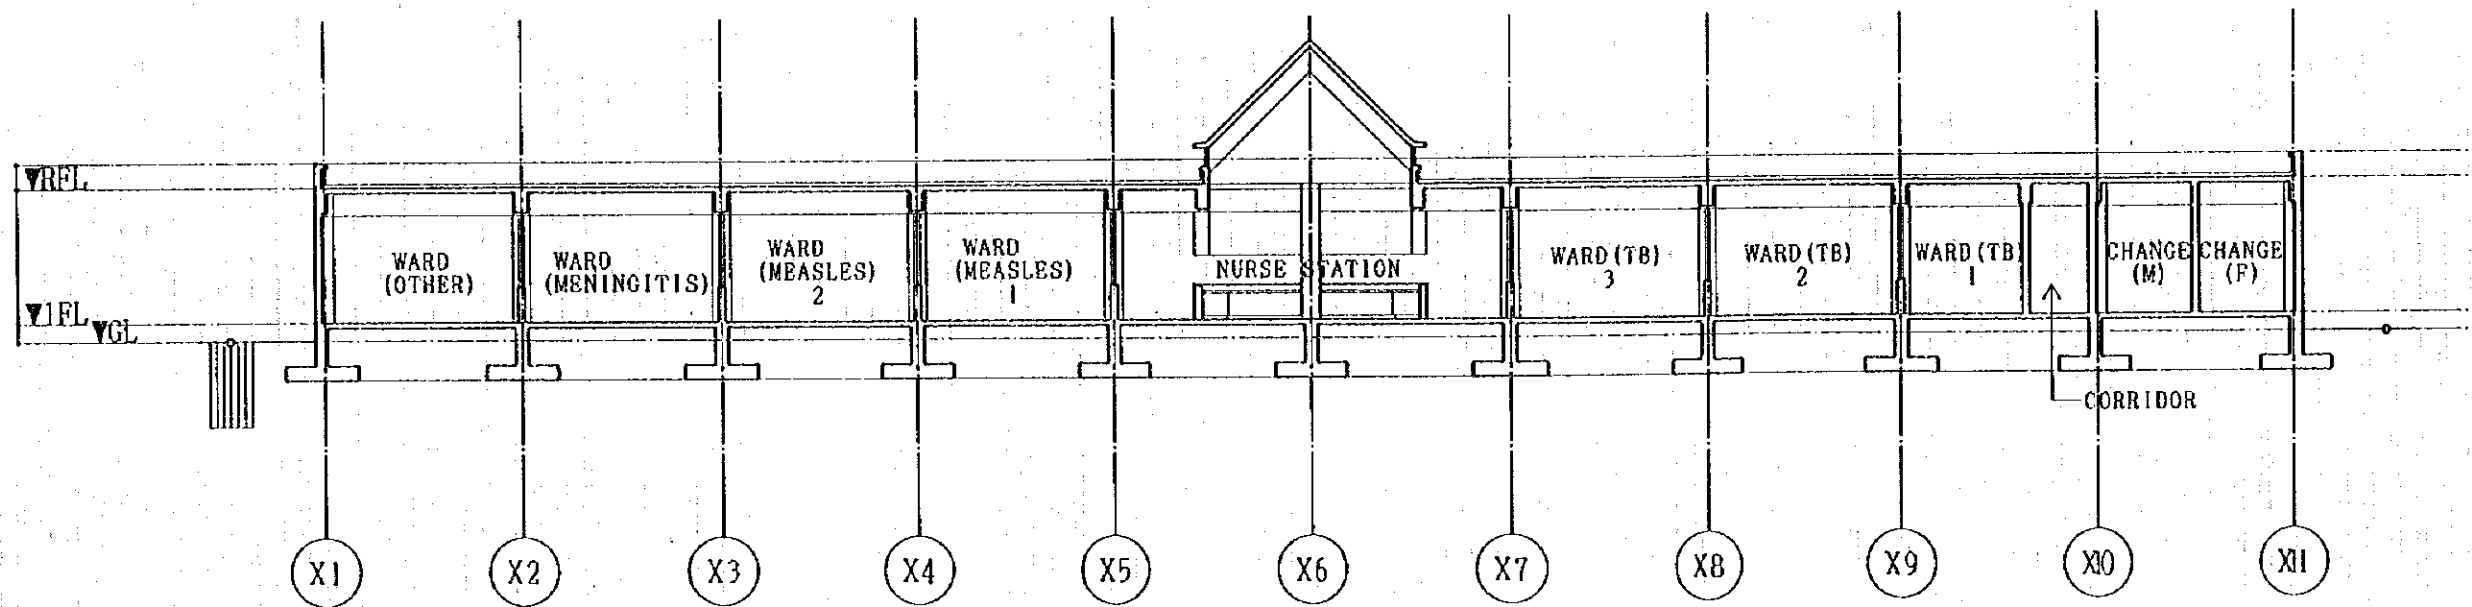 ▼RFL
WARD
(OTHER)
WARD
(MENINGITIS)
WARD
(MEASLES)
2
WARD
(MEASLES)
1
NURSE STATION
WARD(TB)
3
WARD(TB)
2
WARD(TB)
1
CHANGE
(M)
CHANGE
(F)
▼1FL
▼GL
CORRIDOR
X1
X2
X3
X4
X5
X6
X7
X8
X9
X10
X11